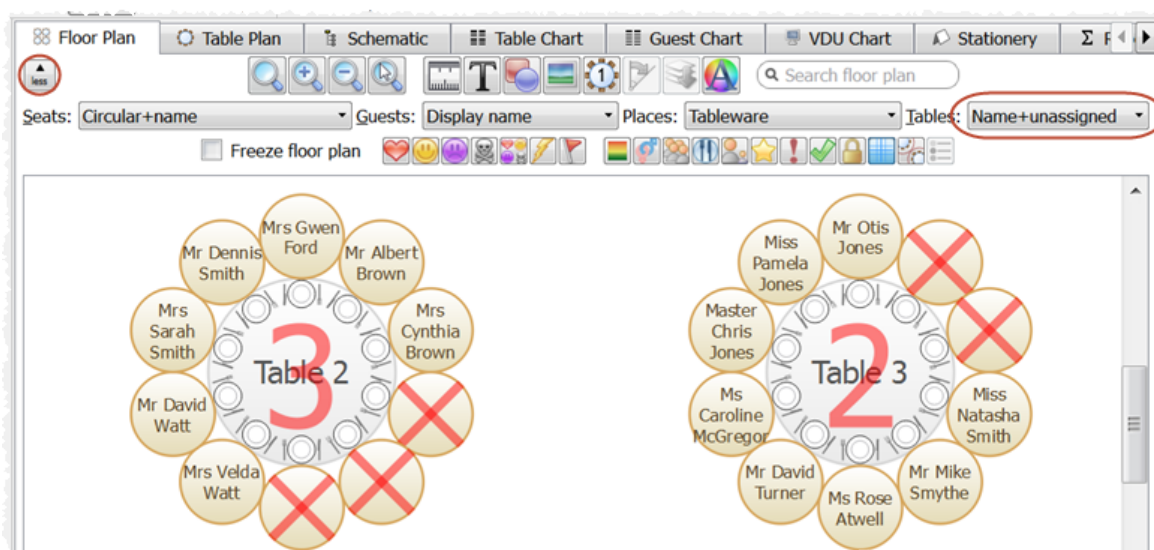 Floor Plan
Table Plan
Schematic
Table Chart
Guest Chart
VDU Chart
Stationery
Σ
less
T
1
A
Search floor plan
Seats: Circular+name
Guests: Display name
Places: Tableware
Tables: Name+unassigned
Freeze floor plan
Mrs Gwen
Ford
Mr Dennis
Smith
Mr Albert
Brown
Mrs
Sarah
Smith
Mrs
Cynthia
Brown
Table 2
3
Mr David
Watt
Mrs Velda
Watt
Mr Otis
Jones
Miss
Pamela
Jones
Master
Chris
Jones
Table 3
2
Ms
Caroline
McGregor
Miss
Natasha
Smith
Mr David
Turner
Mr Mike
Smythe
Ms Rose
Atwell